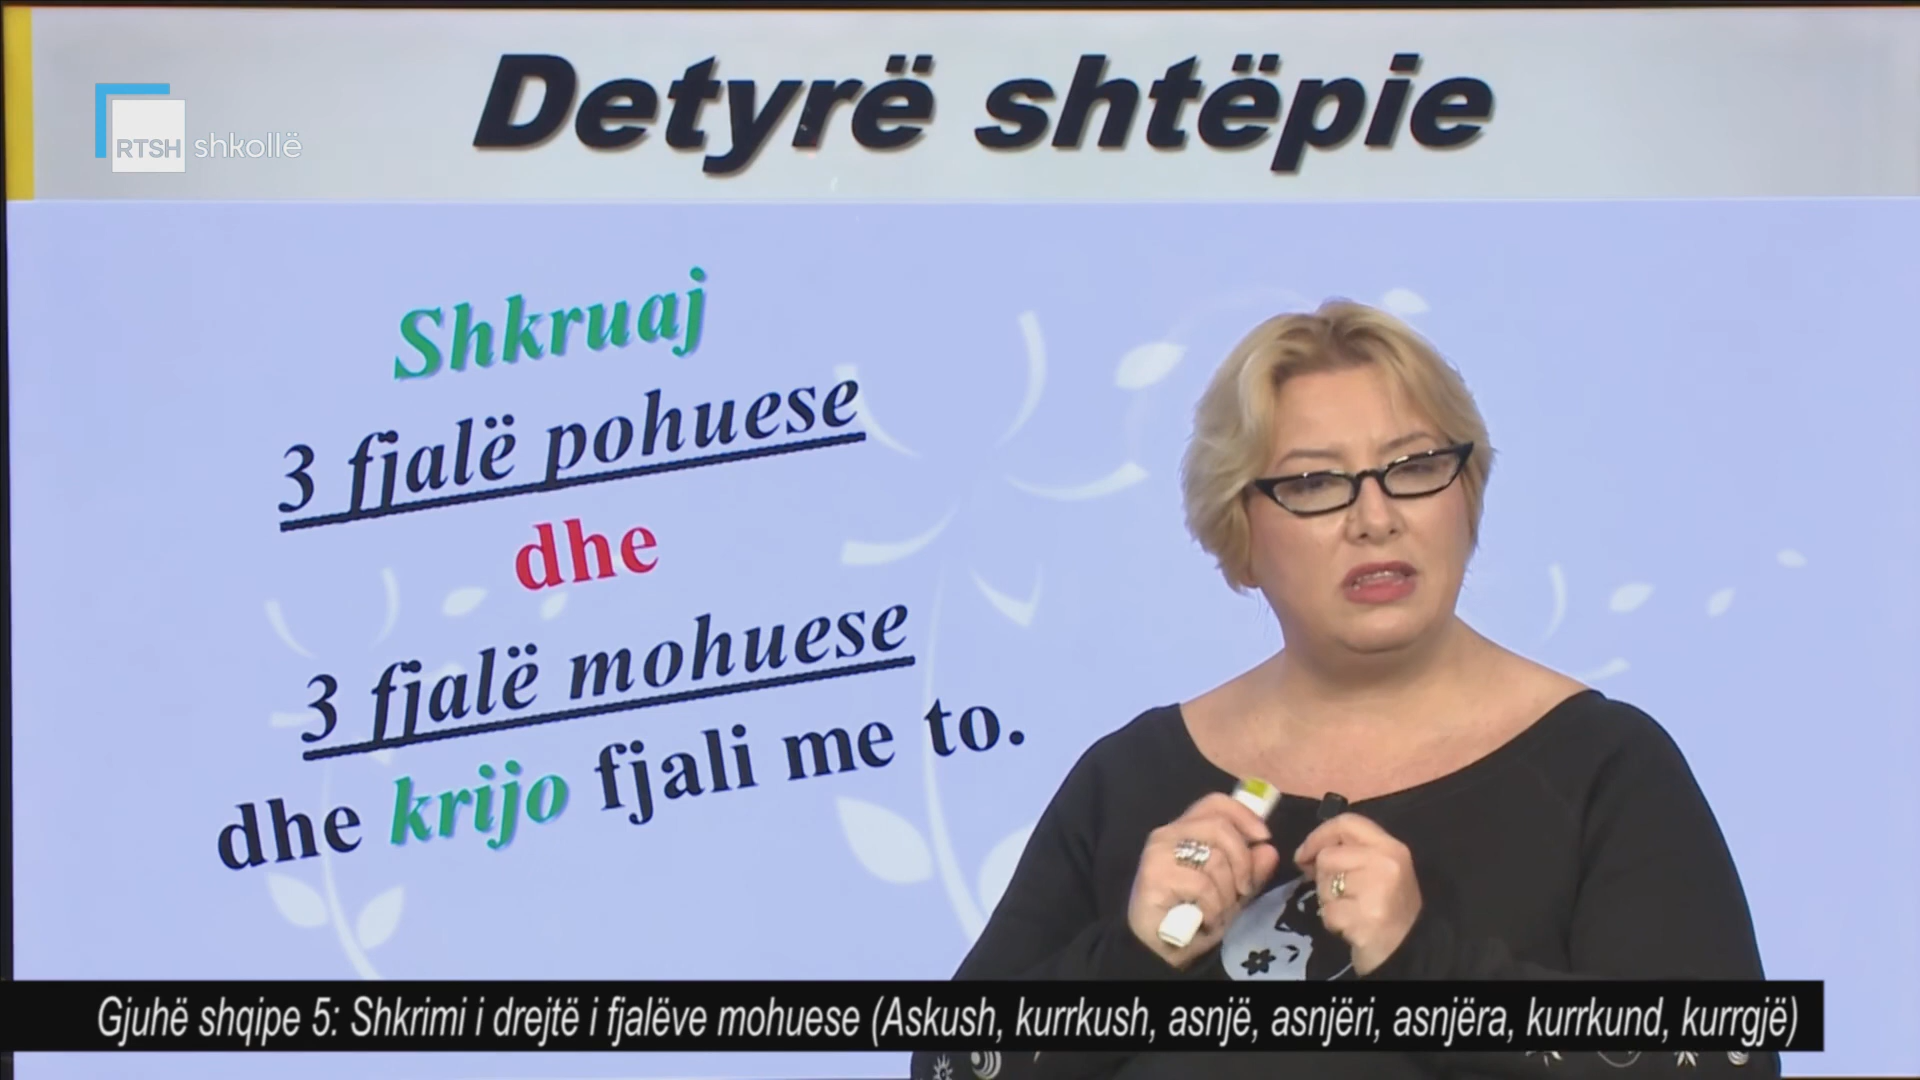 Detyrë shtëpie
RTSH shkollë
Shkruaj
3 fjalë pohuese
dhe
3 fjalë mohuese
dhe krijo fjali me to.
Gjuhë shqipe 5: Shkrimi i drejtë i fjalëve mohuese (Askush, kurrkush, asnjë, asnjëri, asnjëra, kurrkund, kurrgjë)